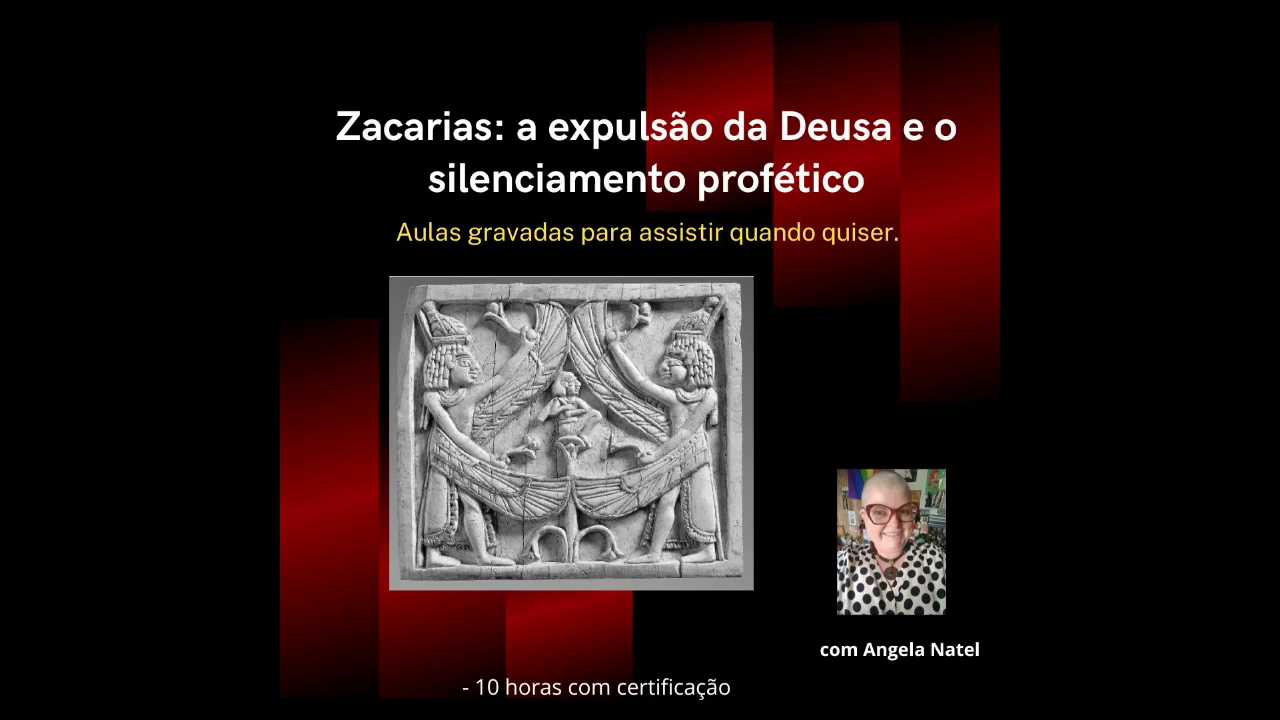 Zacarias: a expulsão da Deusa e o
silenciamento profético
Aulas gravadas para assistir quando quiser.
com Angela Natel
- 10 horas com certificação